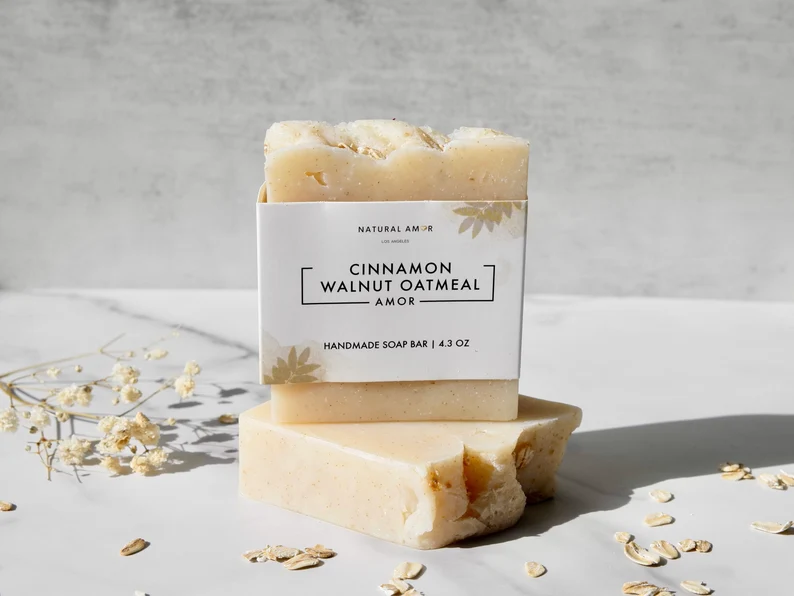 NATURAL AMOR
LOS ANGELES
CINNAMON
WALNUT OATMEAL
AMOR
HANDMADE SOAP BAR | 4.3 OZ